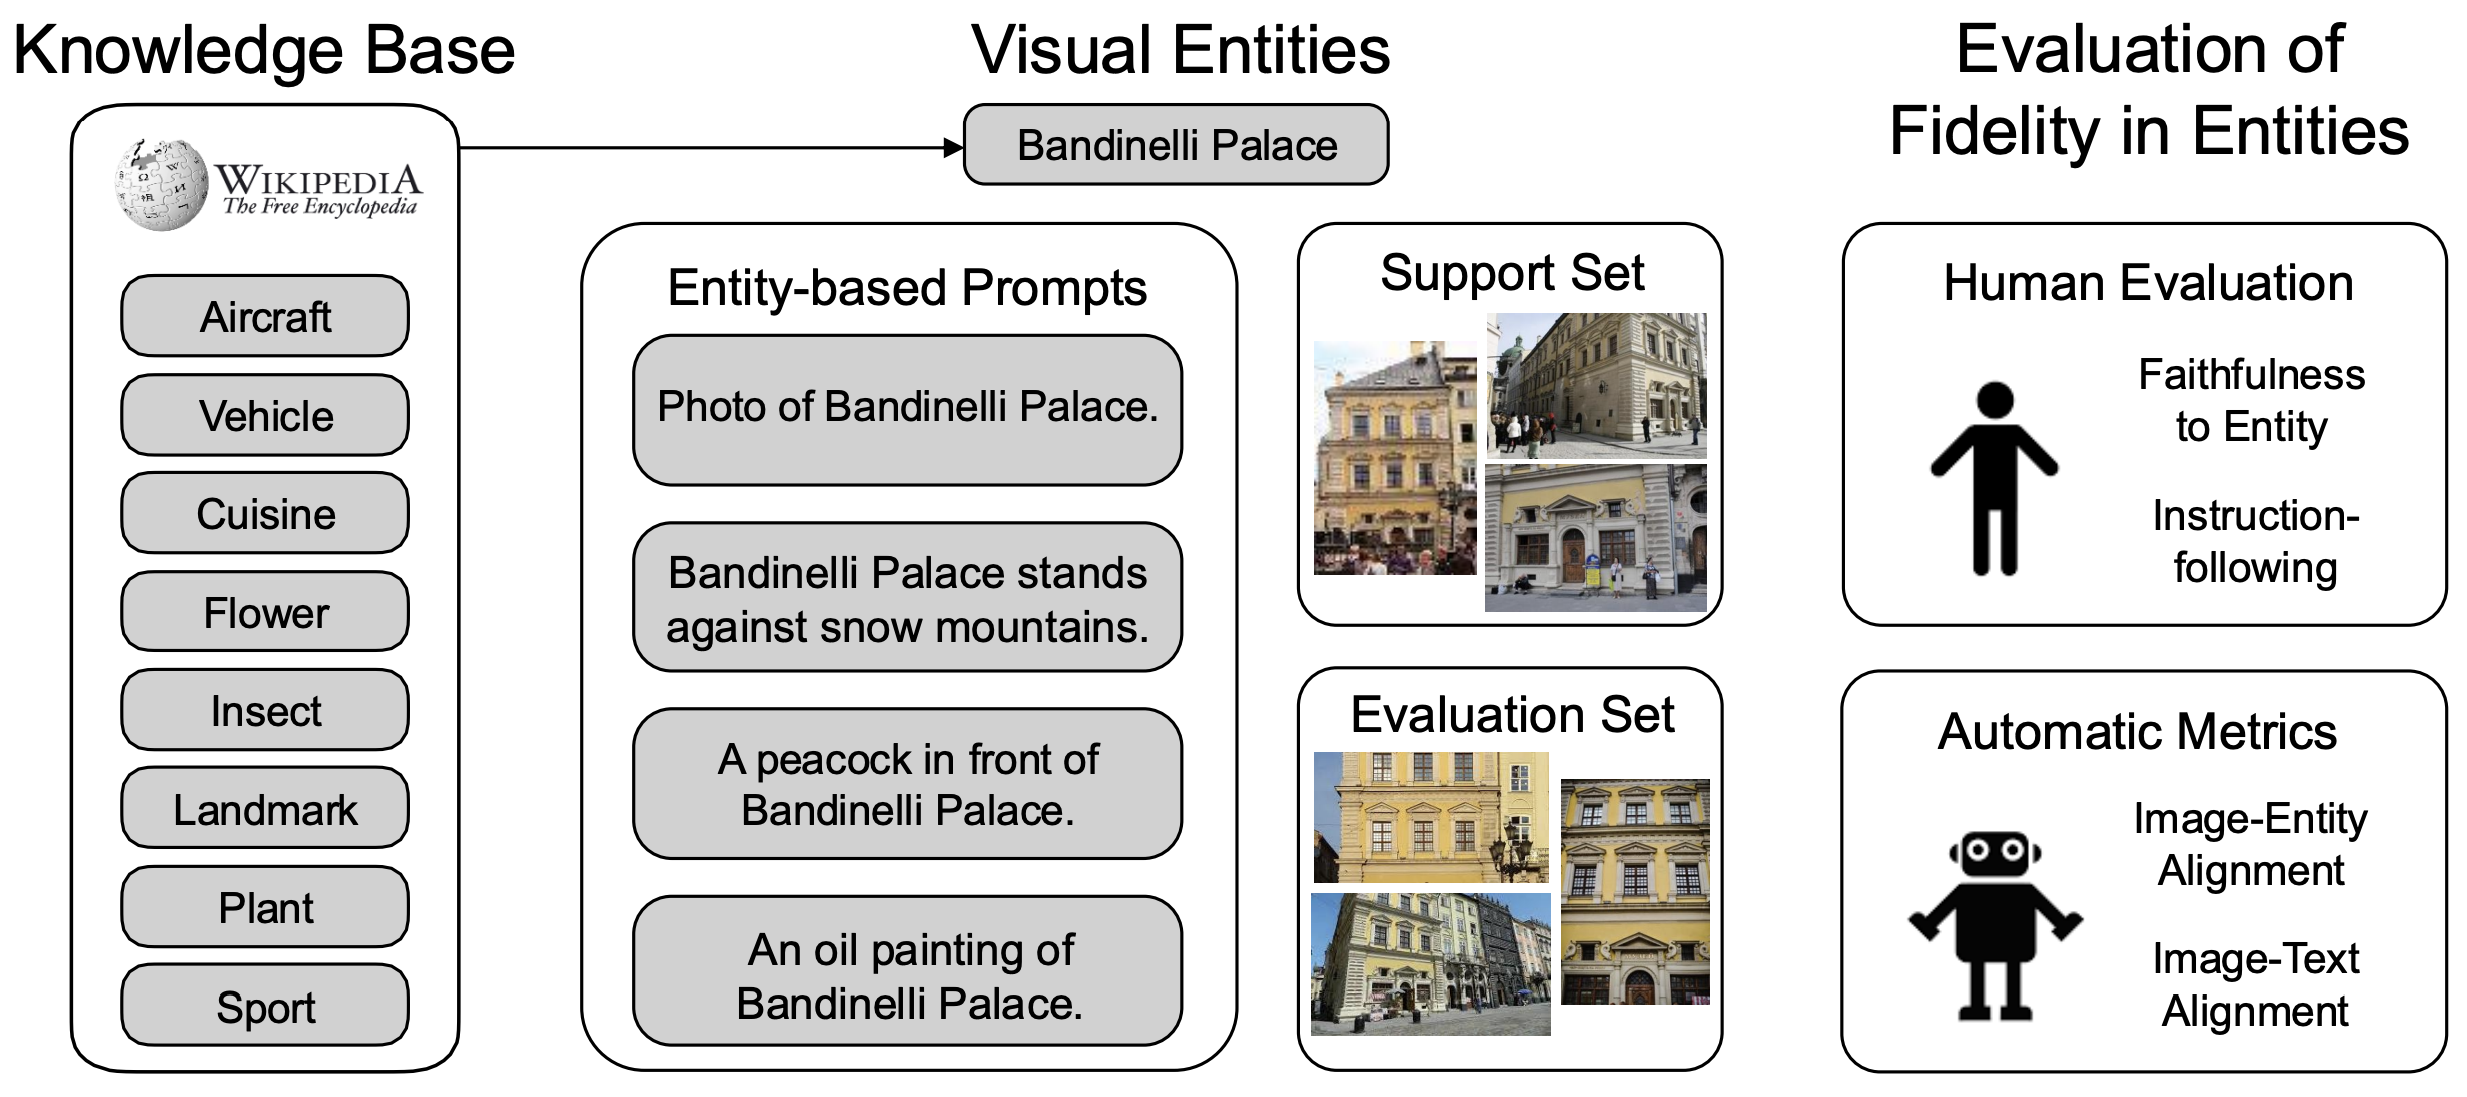 Knowledge Base
WIKIPEDIA
The Free Encyclopedia
Aircraft
Vehicle
Cuisine
Flower
Insect
Landmark
Plant
Sport
Visual Entities
Bandinelli Palace
Entity-based Prompts
Photo of Bandinelli Palace.
Bandinelli Palace stands
against snow mountains.
A peacock in front of
Bandinelli Palace.
An oil painting of
Bandinelli Palace.
Support Set
Evaluation Set
Evaluation of
Fidelity in Entities
Human Evaluation
Faithfulness
to Entity
Instruction-
following
Automatic Metrics
Image-Entity
Alignment
Image-Text
Alignment